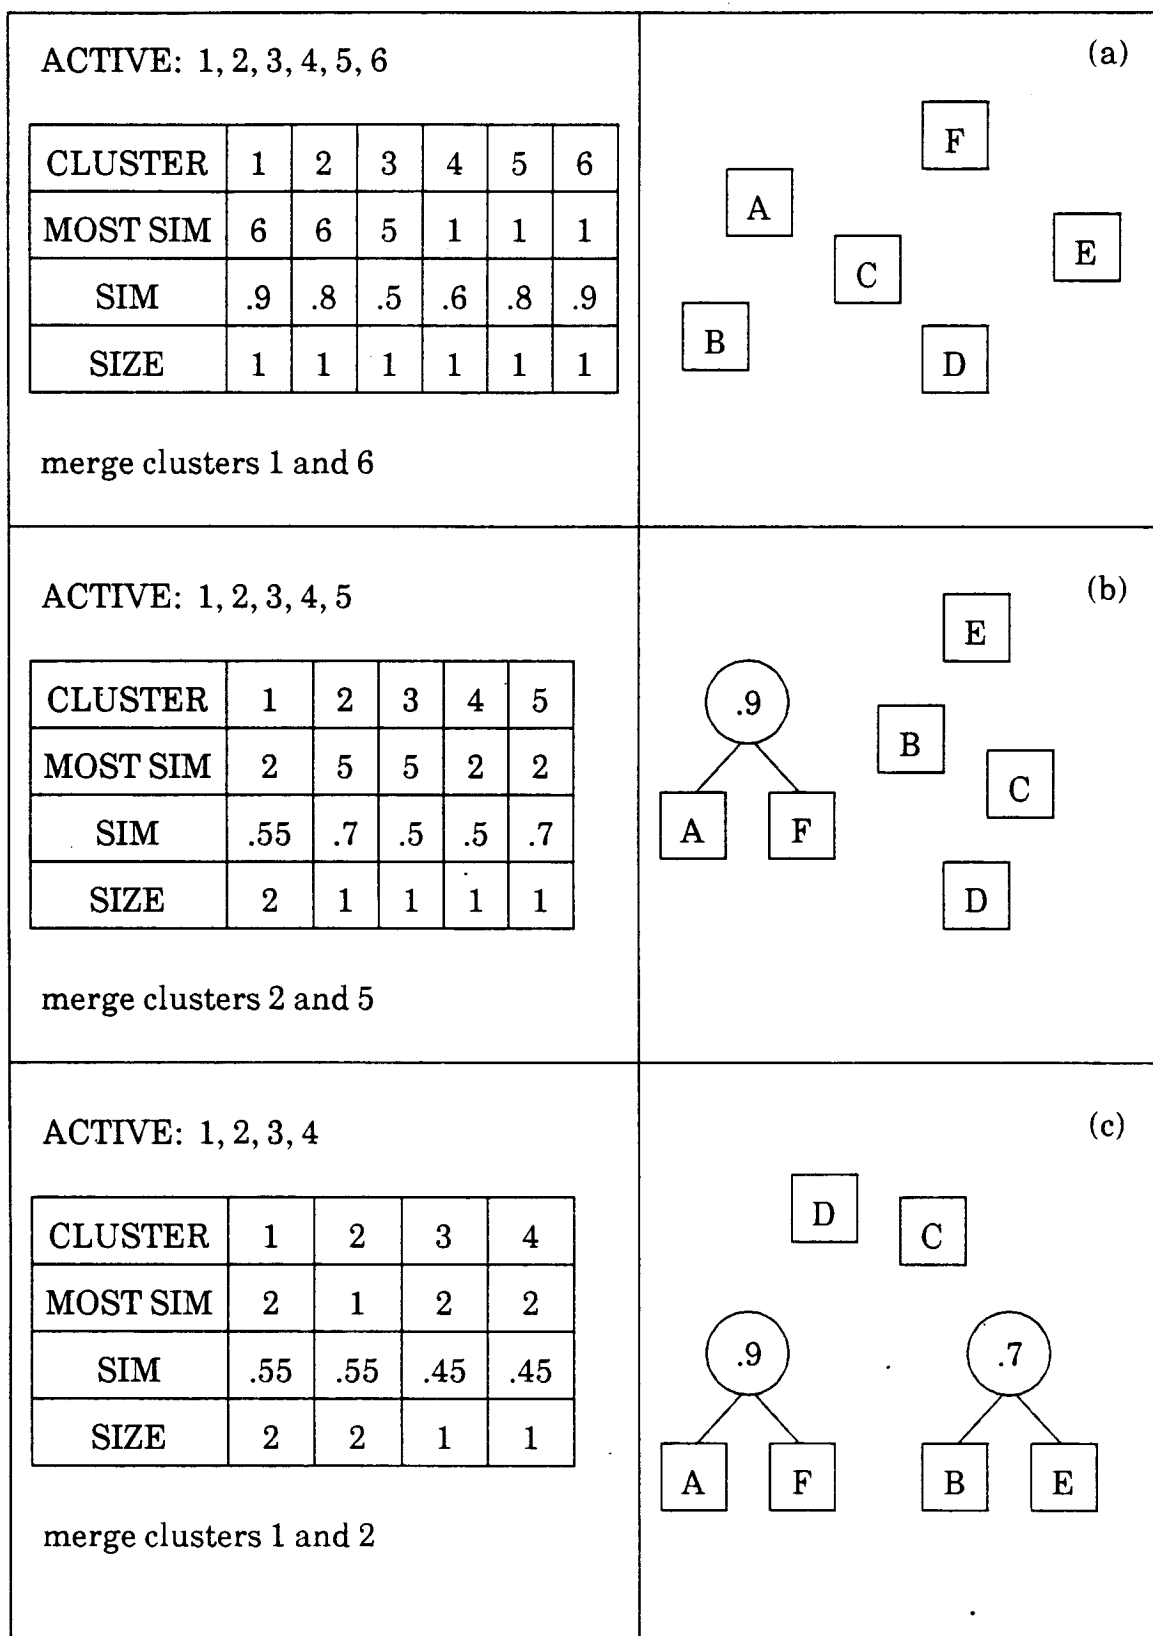 ACTIVE: 1, 2, 3, 4, 5, 6
CLUSTER 1 2 3 4 5 6
MOST SIM 6 6 5 1 1 1
SIM .9 .8 .5 .6 .8 .9
SIZE 1 1 1 1 1 1
merge clusters 1 and 6
(a)
F
A
E
C
B
D
ACTIVE: 1, 2, 3, 4, 5
CLUSTER 1 2 3 4 5
MOST SIM 2 5 5 2 2
SIM .55 .7 .5 .5 .7
SIZE 2 1 1 1 1
merge clusters 2 and 5
(b)
E
.9
B
C
A F
D
ACTIVE: 1, 2, 3, 4
CLUSTER 1 2 3 4
MOST SIM 2 1 2 2
SIM .55 .55 .45 .45
SIZE 2 2 1 1
merge clusters 1 and 2
(c)
D C
.9 .7
A F B E